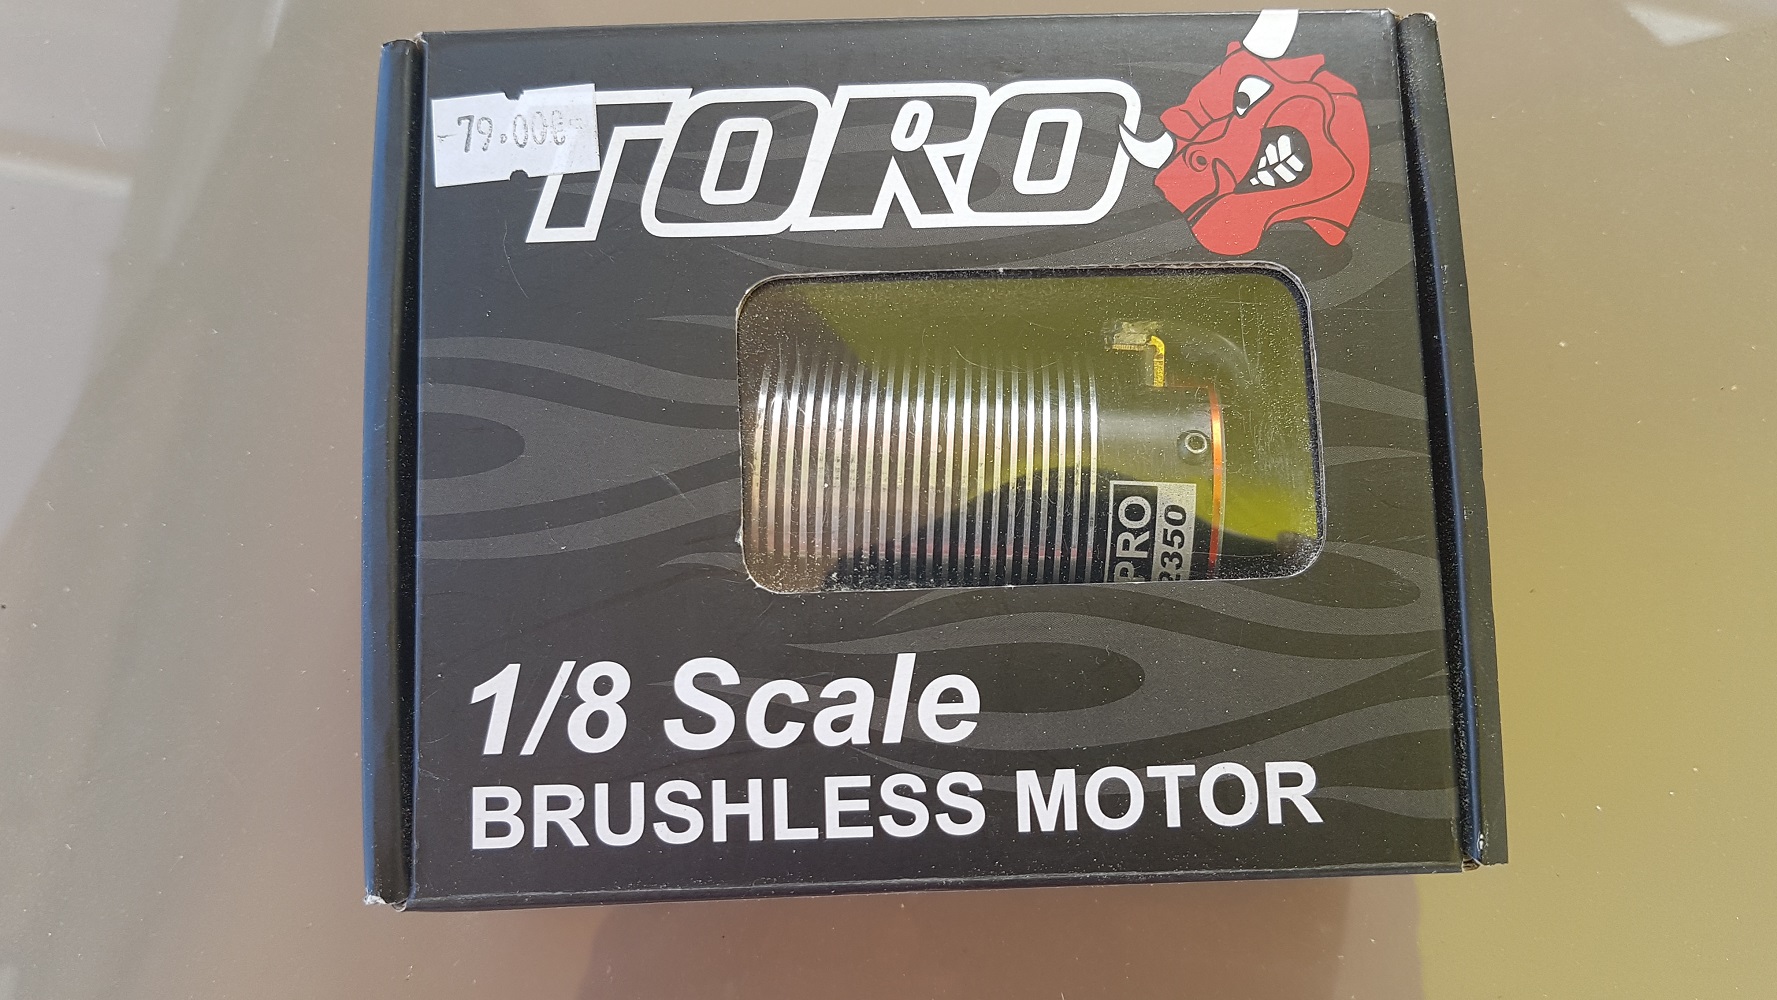 79.00€
TORO
PRO
2350
1/8 Scale
BRUSHLESS MOTOR